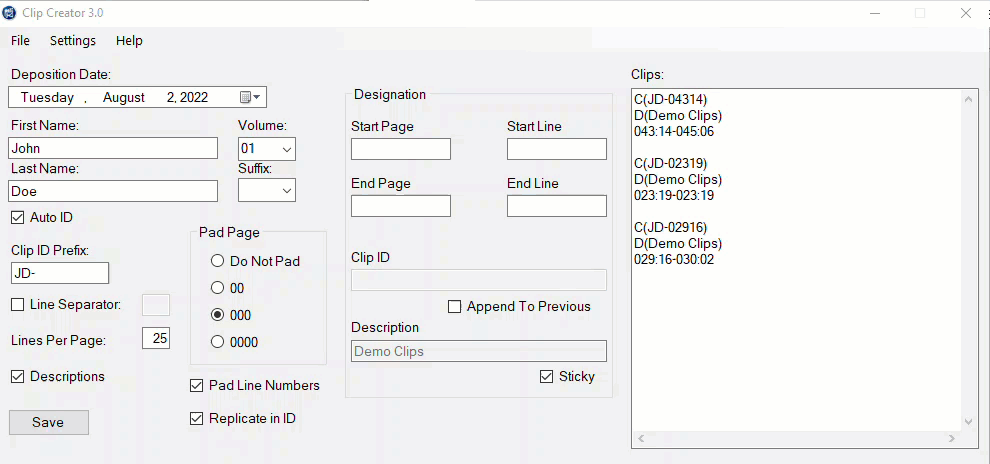 Clip Creator 3.0
File Settings Help
Deposition Date:
Tuesday , August 2, 2022
First Name:
John
Volume:
01
Last Name:
Doe
Suffix:
Auto ID
Clip ID Prefix:
JD-
Line Separator:
Lines Per Page:
25
Descriptions
Save
Pad Page
Do Not Pad
00
000
0000
Pad Line Numbers
Replicate in ID
Designation
Start Page
Start Line
End Page
End Line
Clip ID
Append To Previous
Description
Demo Clips
Sticky
Clips:
C(JD-04314)
D(Demo Clips)
043:14-045:06
C(JD-02319)
D(Demo Clips)
023:19-023:19
C(JD-02916)
D(Demo Clips)
029:16-030:02